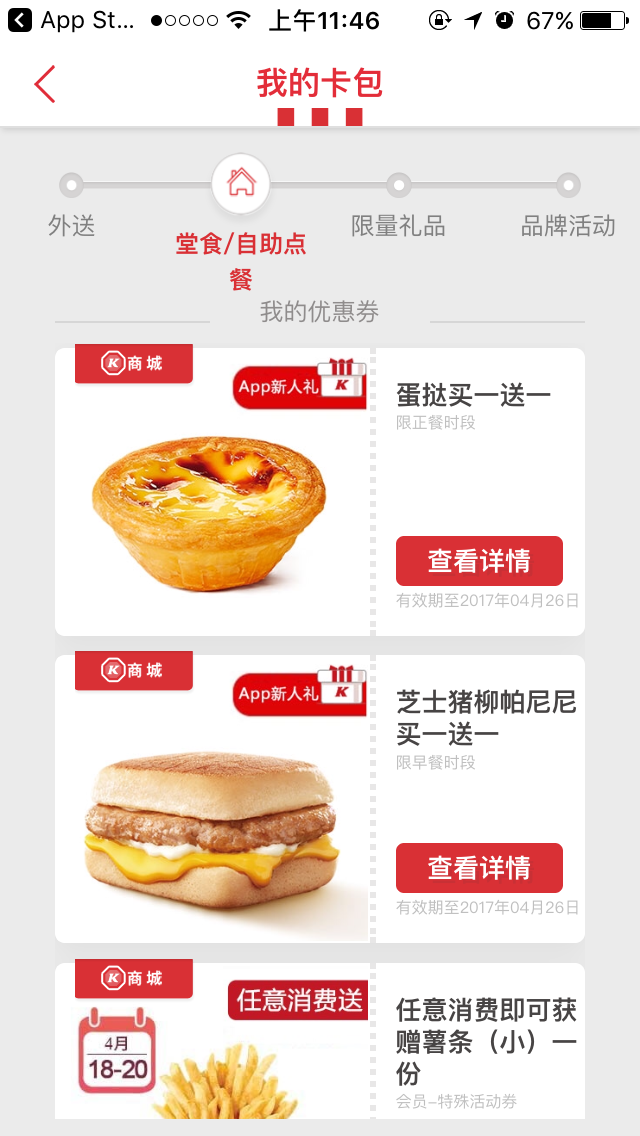 App St... 上午11:46 67%
我的卡包
外送
堂食/自助点
餐
限量礼品
品牌活动
我的优惠券
K商城
App新人礼 K
蛋挞买一送一
限正餐时段
查看详情
有效期至2017年04月26日
K商城
App新人礼 K
芝士猪柳帕尼尼
买一送一
限早餐时段
查看详情
有效期至2017年04月26日
K商城
任意消费送
4月
18-20
任意消费即可获
赠薯条（小）一
份
会员-特殊活动券